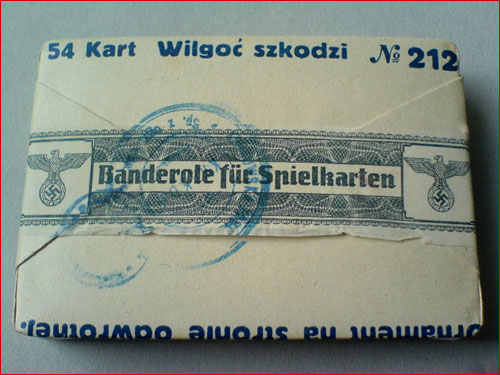 54 Kart Wilgoć szkodzi № 212
Banderole für Spielkarten
ornament na stronie odwrotnej.